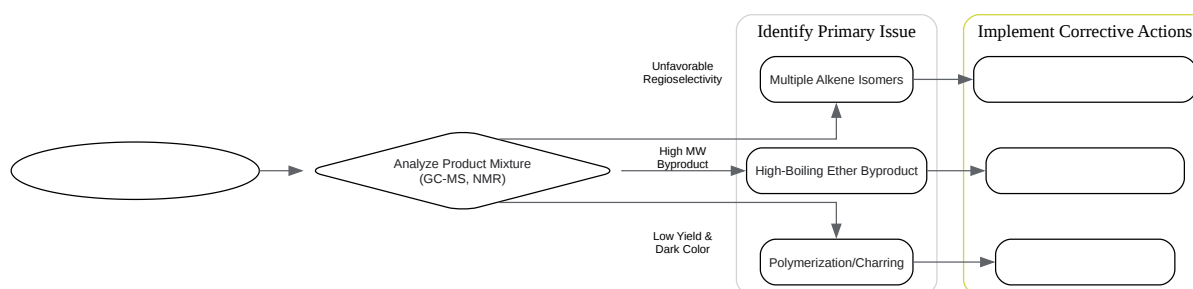 Identify Primary Issue
Implement Corrective Actions
Unfavorable
Regioselectivity
Multiple Alkene Isomers
Analyze Product Mixture
(GC-MS, NMR)
High MW
Byproduct
High-Boiling Ether Byproduct
Low Yield &
Dark Color
Polymerization/Charring